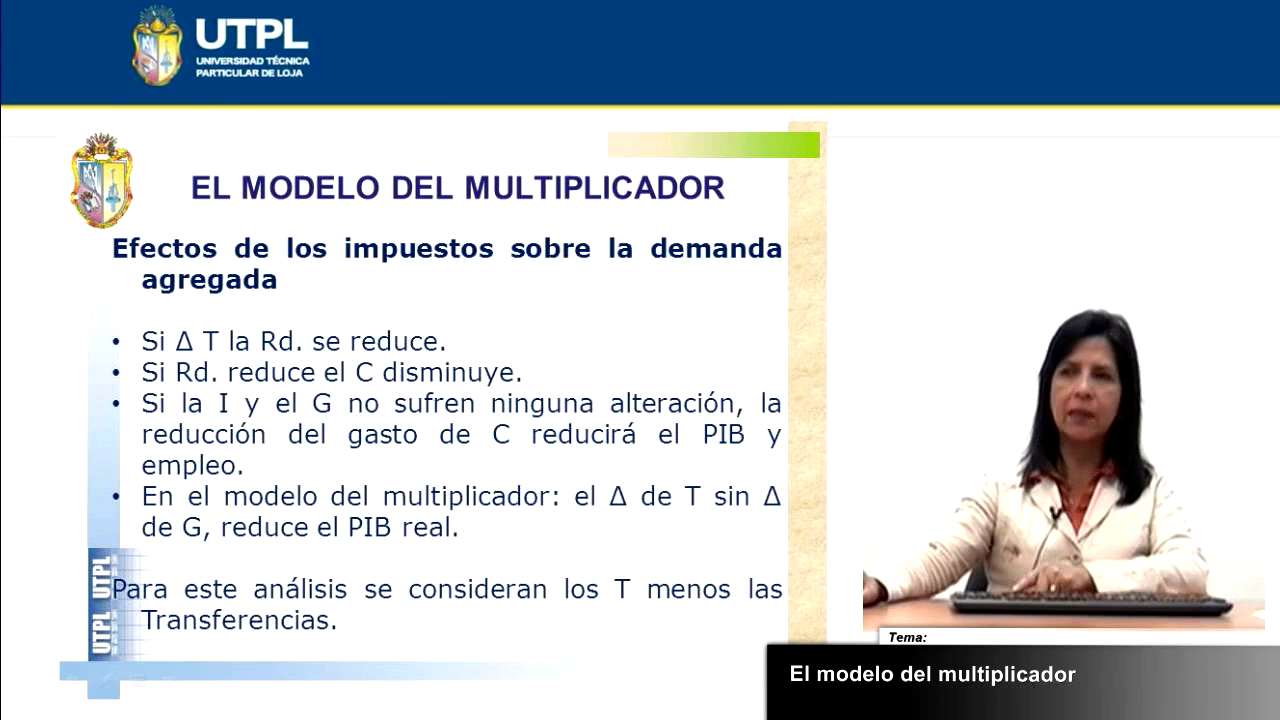 UTPL
UNIVERSIDAD TÉCNICA
PARTICULAR DE LOJA
EL MODELO DEL MULTIPLICADOR
Efectos de los impuestos sobre la demanda
agregada
• Si Δ T la Rd. se reduce.
• Si Rd. reduce el C disminuye.
• Si la I y el G no sufren ninguna alteración, la
reducción del gasto de C reducirá el PIB y
empleo.
• En el modelo del multiplicador: el Δ de T sin Δ
de G, reduce el PIB real.
Para este análisis se consideran los T menos las
Transferencias.
UTPL UTPL
Tema:
El modelo del multiplicador